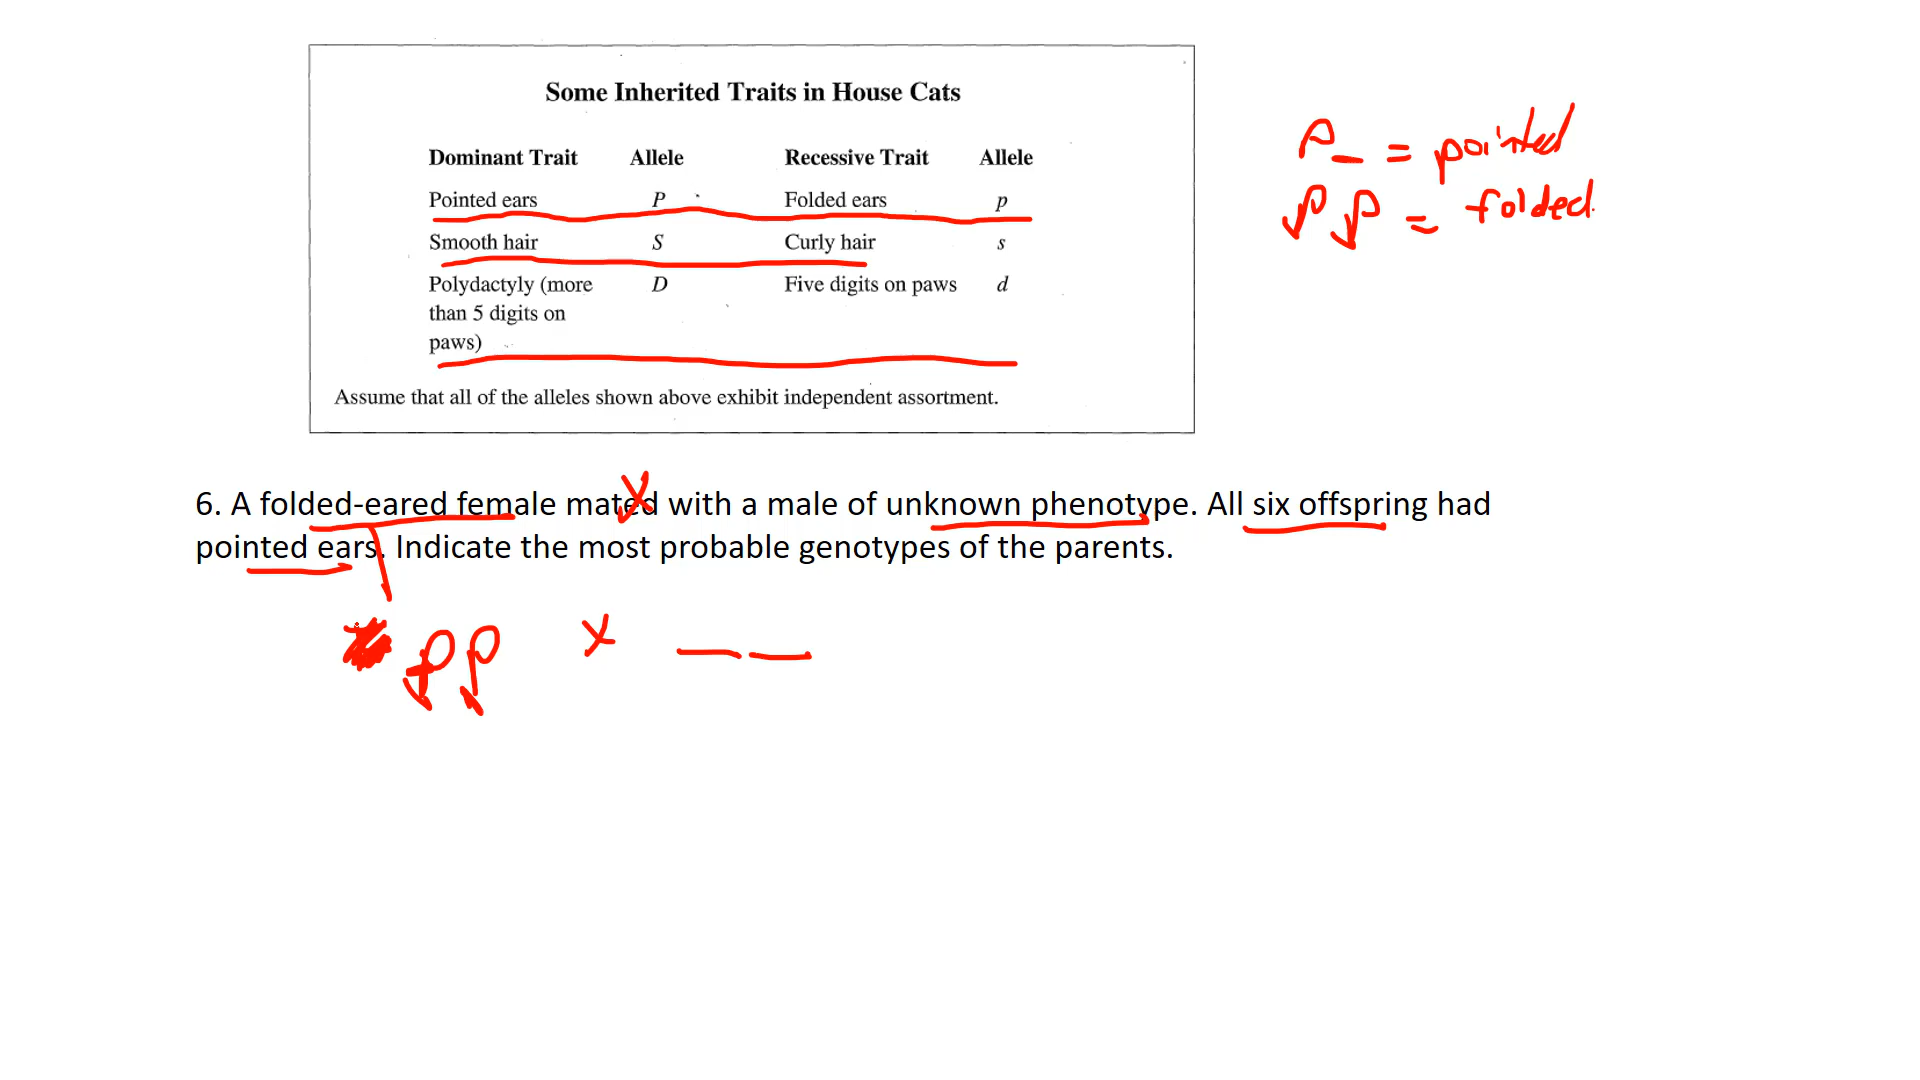 Some Inherited Traits in House Cats
Dominant Trait Allele Recessive Trait Allele
Pointed ears P Folded ears p
Smooth hair S Curly hair s
Polydactyly (more D Five digits on paws d
than 5 digits on
paws)
Assume that all of the alleles shown above exhibit independent assortment.
P_ = pointed
pp = folded
6. A folded-eared female mated with a male of unknown phenotype. All six offspring had
pointed ears. Indicate the most probable genotypes of the parents.
pp x _ _